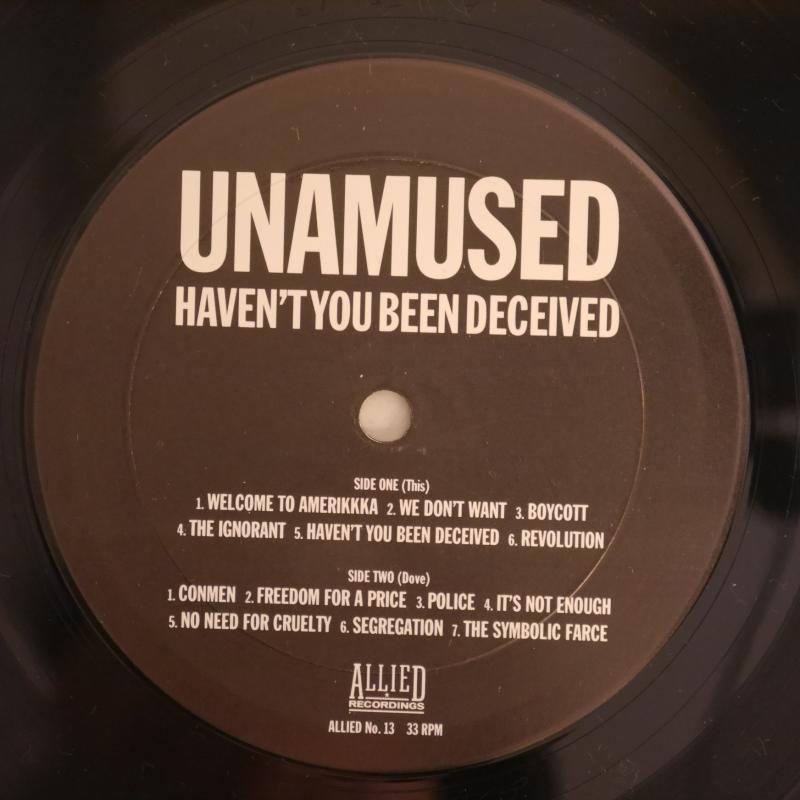 UNAMUSED
HAVEN'T YOU BEEN DECEIVED
SIDE ONE (This)
1. WELCOME TO AMERIKKKA 2. WE DON'T WANT 3. BOYCOTT
4. THE IGNORANT 5. HAVEN'T YOU BEEN DECEIVED 6. REVOLUTION
SIDE TWO (Dove)
1. CONMEN 2. FREEDOM FOR A PRICE 3. POLICE 4. IT'S NOT ENOUGH
5. NO NEED FOR CRUELTY 6. SEGREGATION 7. THE SYMBOLIC FARCE
ALLIED
RECORDINGS
ALLIED No. 13 33 RPM